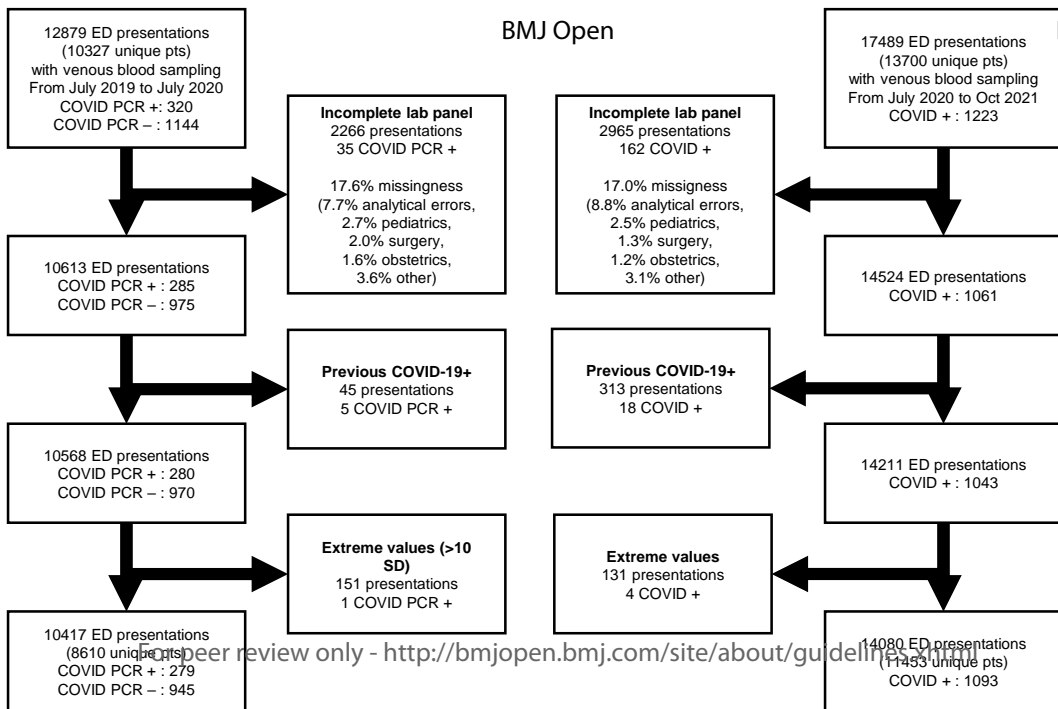 BMJ Open
12879 ED presentations
(10327 unique pts)
with venous blood sampling
From July 2019 to July 2020
COVID PCR +: 320
COVID PCR – : 1144
Incomplete lab panel
2266 presentations
35 COVID PCR +
17.6% missingness
(7.7% analytical errors,
2.7% pediatrics,
2.0% surgery,
1.6% obstetrics,
3.6% other)
10613 ED presentations
COVID PCR + : 285
COVID PCR – : 975
Previous COVID-19+
45 presentations
5 COVID PCR +
10568 ED presentations
COVID PCR + : 280
COVID PCR – : 970
Extreme values (>10
SD)
151 presentations
1 COVID PCR +
10417 ED presentations
(8610 unique pts)
COVID PCR + : 279
COVID PCR – : 945
17489 ED presentations
(13700 unique pts)
with venous blood sampling
From July 2020 to Oct 2021
COVID + : 1223
Incomplete lab panel
2965 presentations
162 COVID +
17.0% missigness
(8.8% analytical errors,
2.5% pediatrics,
1.3% surgery,
1.2% obstetrics,
3.1% other)
14524 ED presentations
COVID + : 1061
Previous COVID-19+
313 presentations
18 COVID +
14211 ED presentations
COVID + : 1043
Extreme values
131 presentations
4 COVID +
14080 ED presentations
(11453 unique pts)
COVID + : 1093
For peer review only - http://bmjopen.bmj.com/site/about/guidelines.xhtml